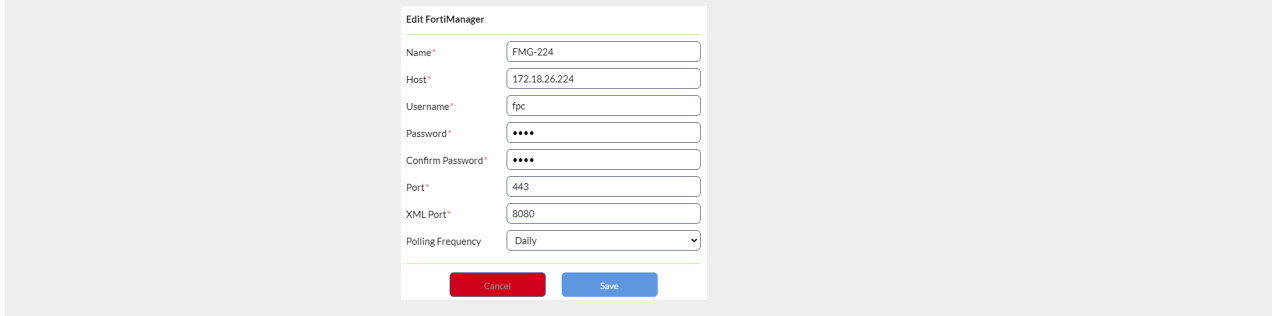 Edit FortiManager
Name* FMG-224
Host* 172.18.26.224
Username* fpc
Password* ••••
Confirm Password* ••••
Port* 443
XML Port* 8080
Polling Frequency Daily
Cancel Save